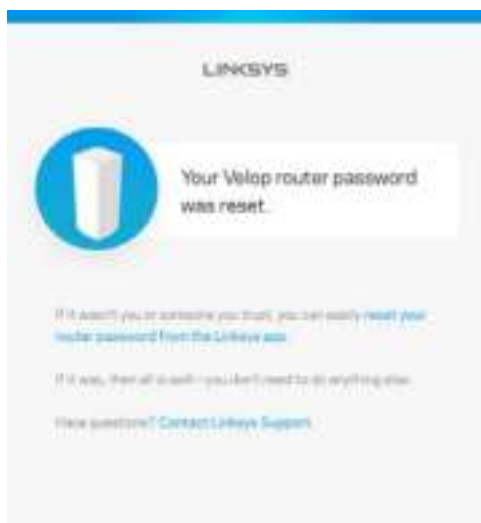 LINKSYS
Your Velop router password
was reset.
If it wasn't you or someone you trust, you can easily reset your
router password from the Linksys app.
If it was, then all is well - you don't need to do anything else.
Have questions? Contact Linksys Support